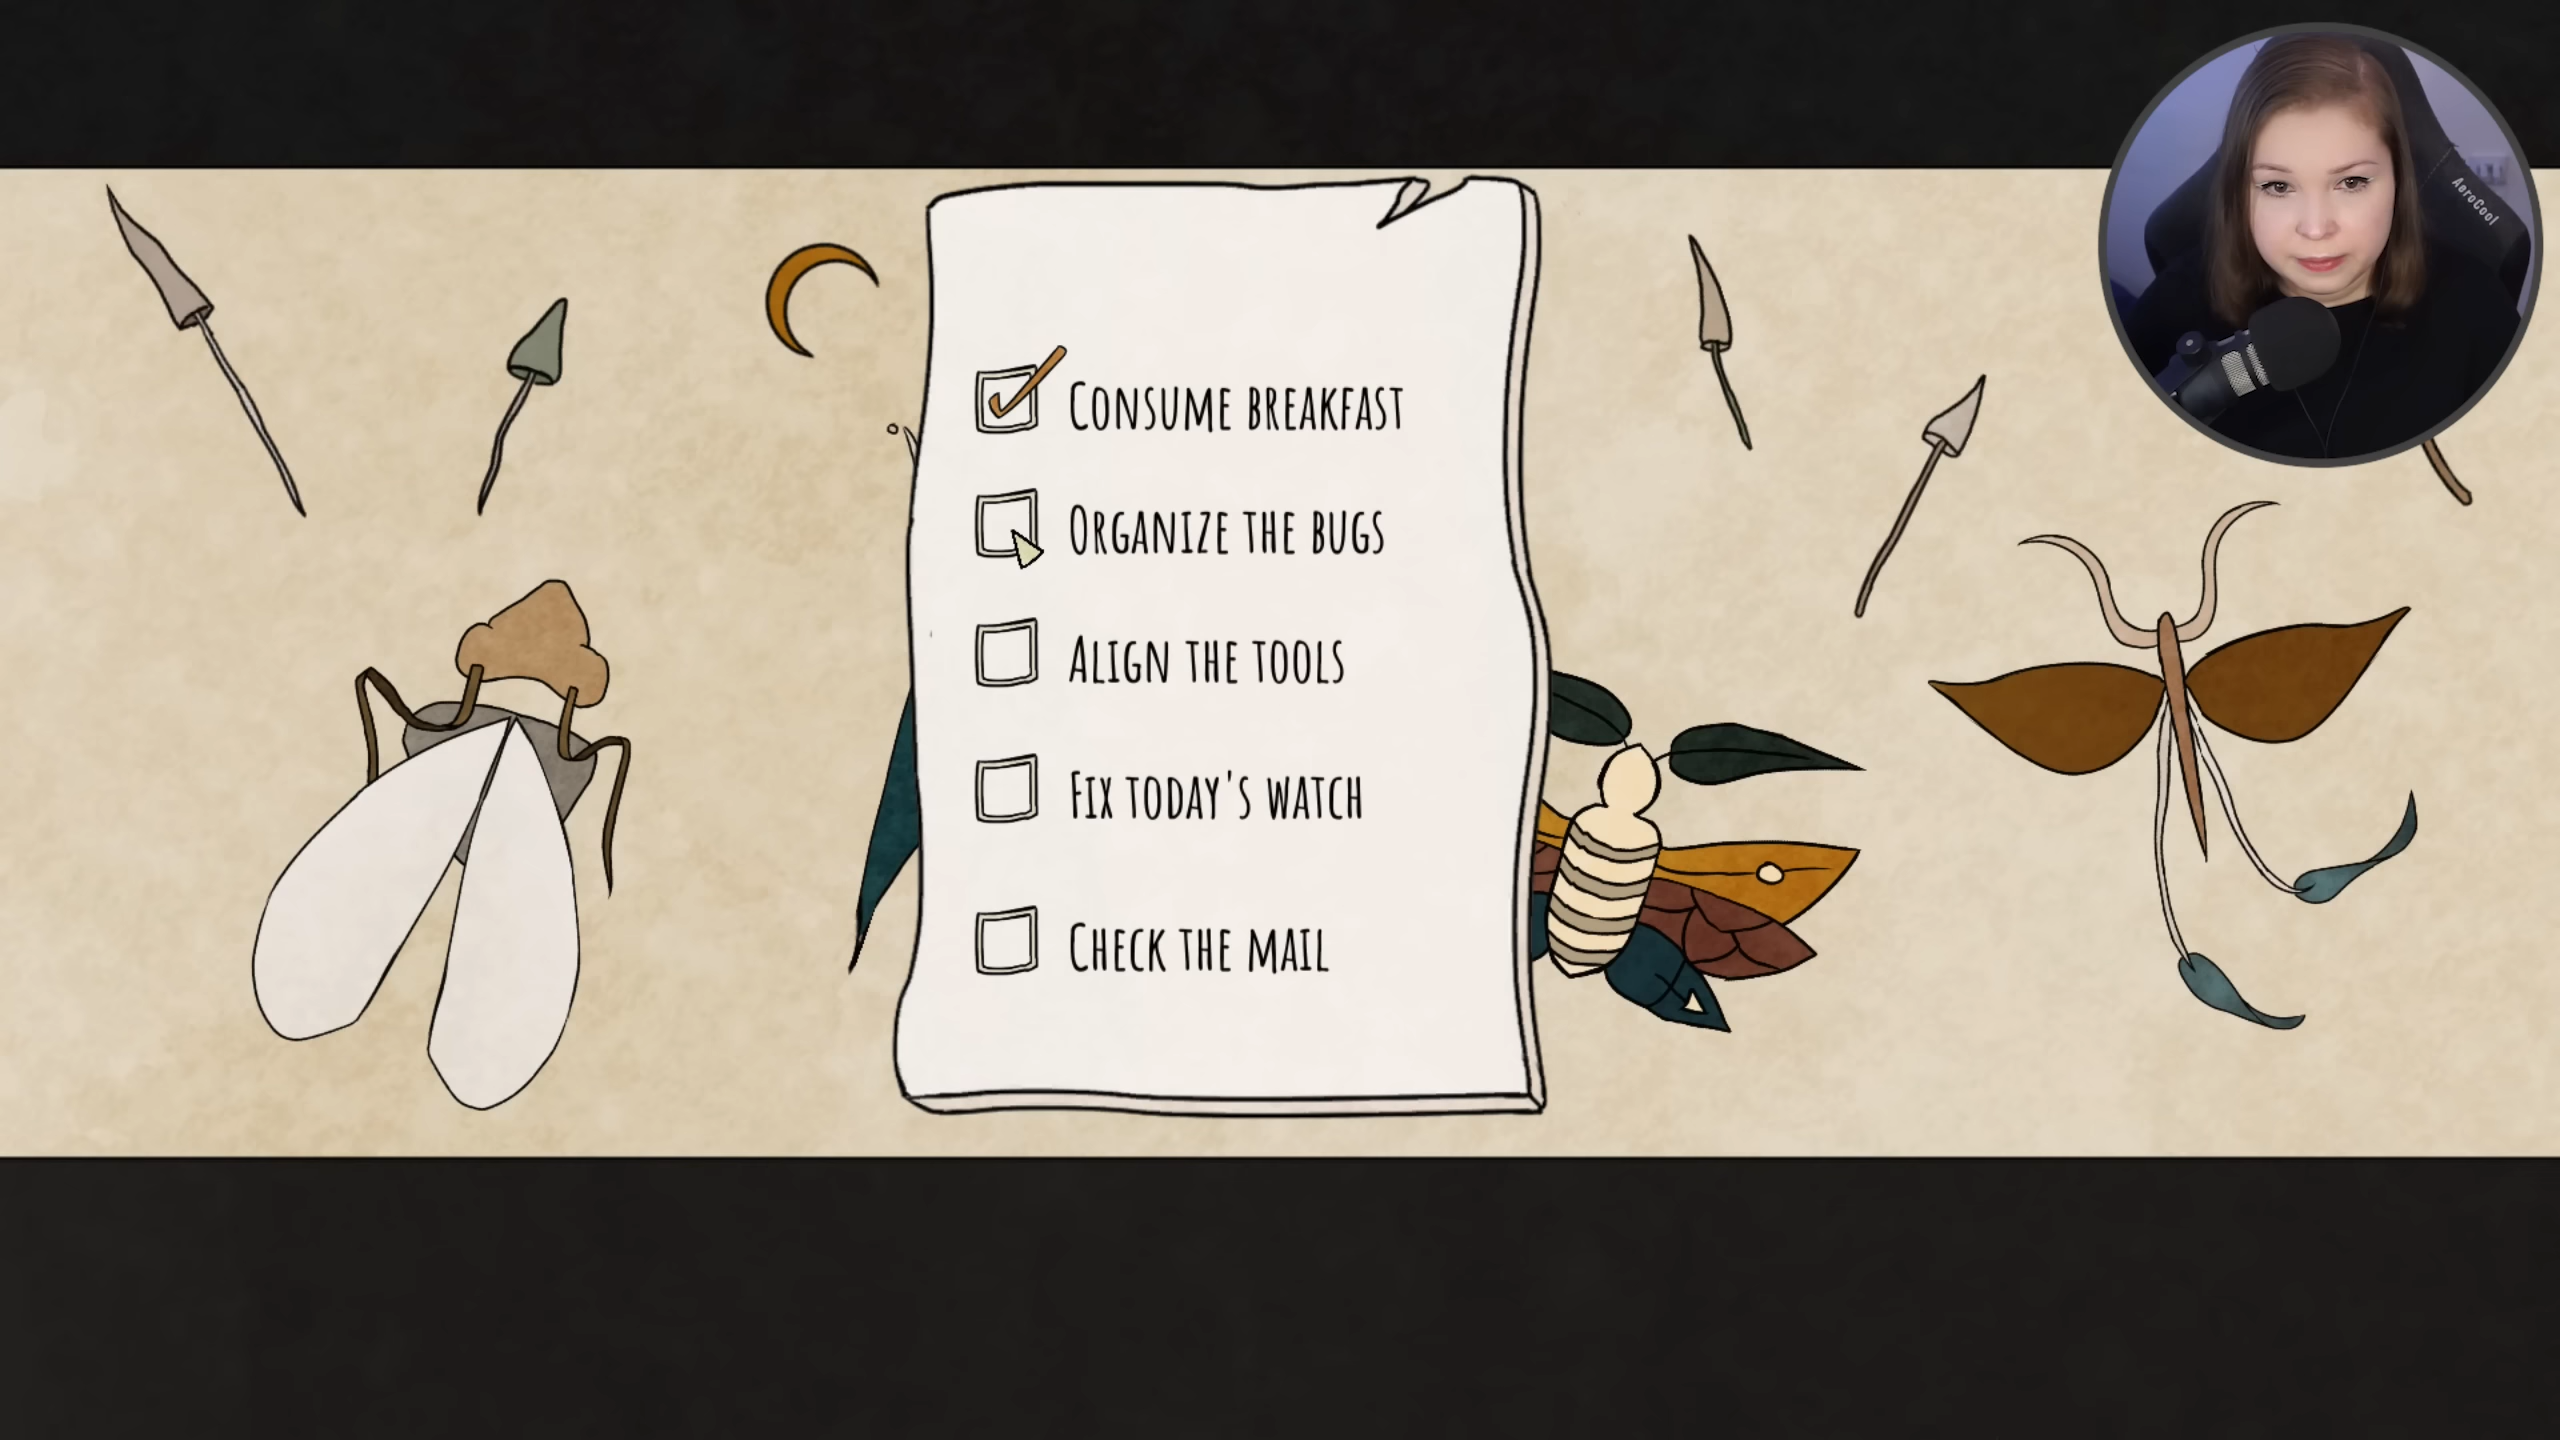 Consume breakfast
Organize the bugs
Align the tools
Fix today's watch
Check the mail
AeroCool